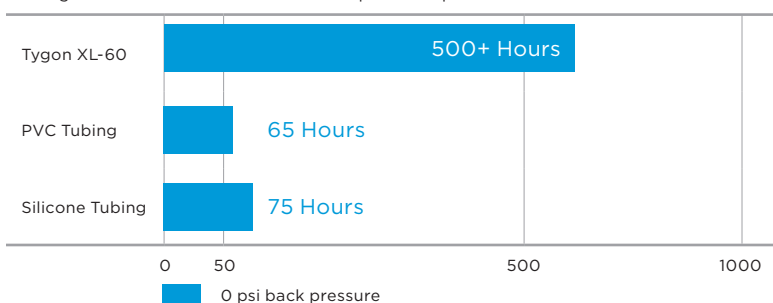 Tygon XL-60
500+ Hours
PVC Tubing
65 Hours
Silicone Tubing
75 Hours
0 50 500 1000
0 psi back pressure